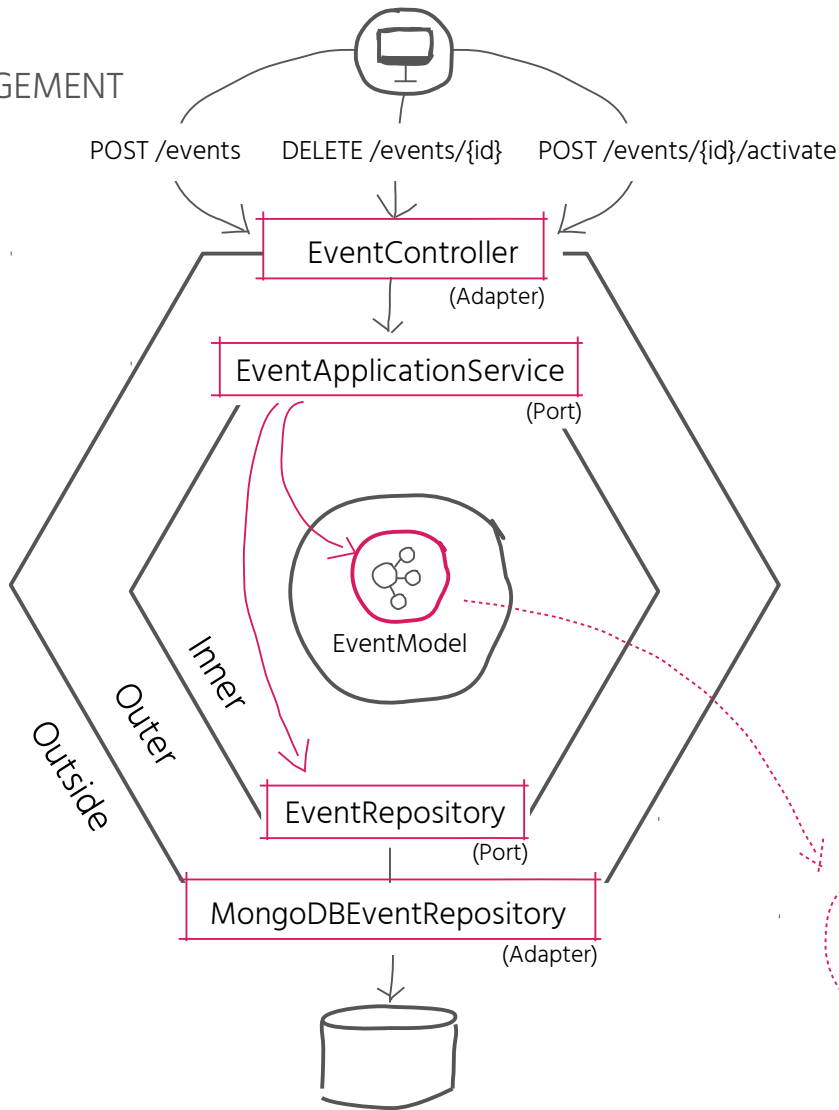 GEMENT
POST /events
DELETE /events/{id}
POST /events/{id}/activate
EventController
(Adapter)
EventApplicationService
(Port)
EventModel
Inner
Outer
Outside
EventRepository
(Port)
MongoDBEventRepository
(Adapter)